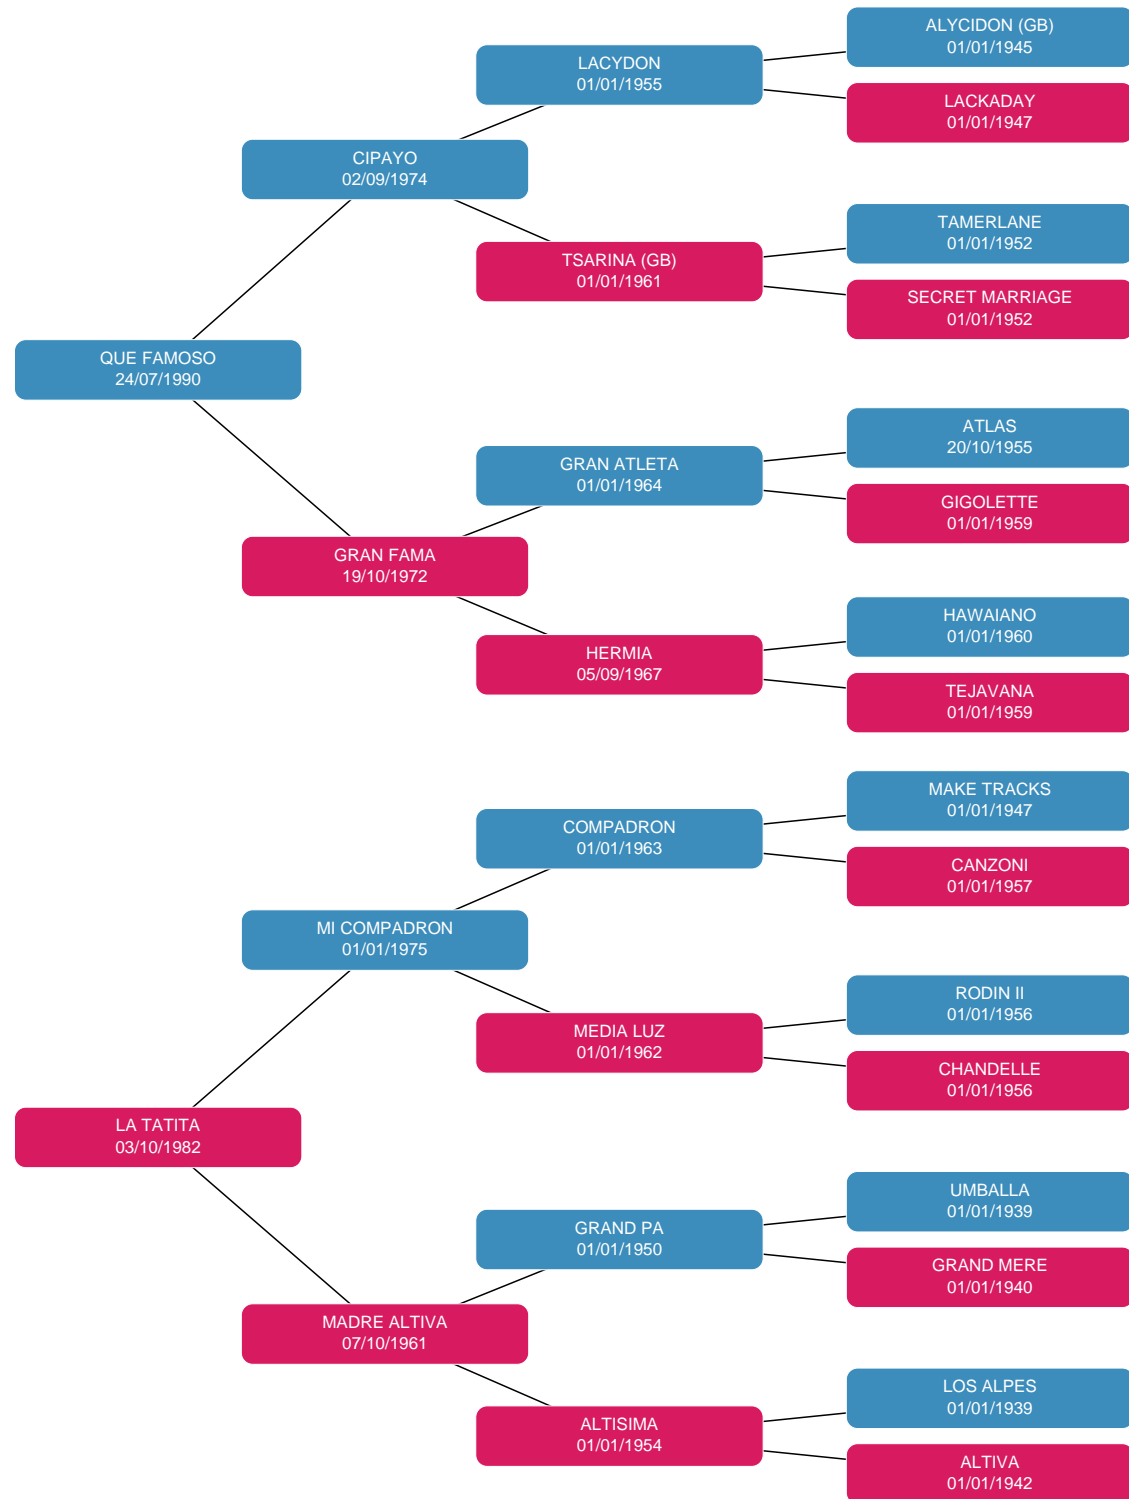 ALYCIDON (GB)
01/01/1945
LACYDON
01/01/1955
LACKADAY
01/01/1947
CIPAYO
02/09/1974
TAMERLANE
01/01/1952
TSARINA (GB)
01/01/1961
SECRET MARRIAGE
01/01/1952
QUE FAMOSO
24/07/1990
ATLAS
20/10/1955
GRAN ATLETA
01/01/1964
GIGOLETTE
01/01/1959
GRAN FAMA
19/10/1972
HAWAIANO
01/01/1960
HERMIA
05/09/1967
TEJAVANA
01/01/1959
MAKE TRACKS
01/01/1947
COMPADRON
01/01/1963
CANZONI
01/01/1957
MI COMPADRON
01/01/1975
RODIN II
01/01/1956
MEDIA LUZ
01/01/1962
CHANDELLE
01/01/1956
LA TATITA
03/10/1982
UMBALLA
01/01/1939
GRAND PA
01/01/1950
GRAND MERE
01/01/1940
MADRE ALTIVA
07/10/1961
LOS ALPES
01/01/1939
ALTISIMA
01/01/1954
ALTIVA
01/01/1942